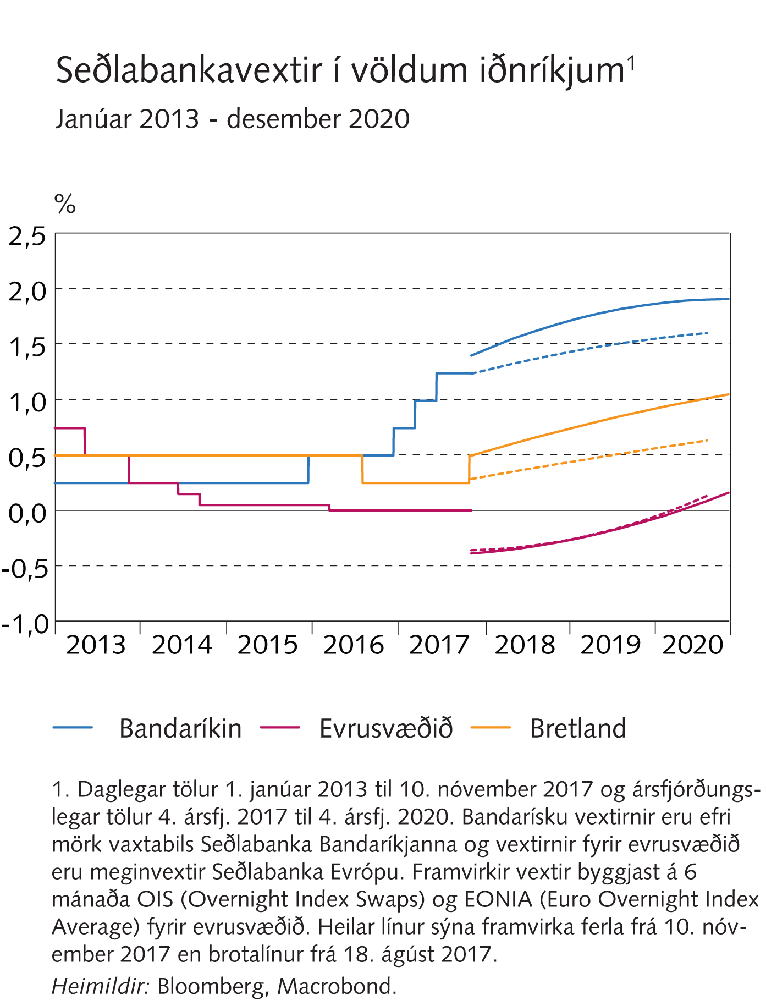 Seðlabankavextir í völdum iðnríkjum¹
Janúar 2013 - desember 2020
%
2,5
2,0
1,5
1,0
0,5
0,0
-0,5
-1,0
2013 2014 2015 2016 2017 2018 2019 2020
Bandaríkin Evrusvæðið Bretland
1. Daglegar tölur 1. janúar 2013 til 10. nóvember 2017 og ársfjórðungs-
legar tölur 4. ársfj. 2017 til 4. ársfj. 2020. Bandarísku vextirnir eru efri
mörk vaxtabils Seðlabanka Bandaríkjanna og vextirnir fyrir evrusvæðið
eru meginvextir Seðlabanka Evrópu. Framvirkir vextir byggjast á 6
mánaða OIS (Overnight Index Swaps) og EONIA (Euro Overnight Index
Average) fyrir evrusvæðið. Heilar línur sýna framvirka ferla frá 10. nóv-
ember 2017 en brotalínur frá 18. ágúst 2017.
Heimildir: Bloomberg, Macrobond.